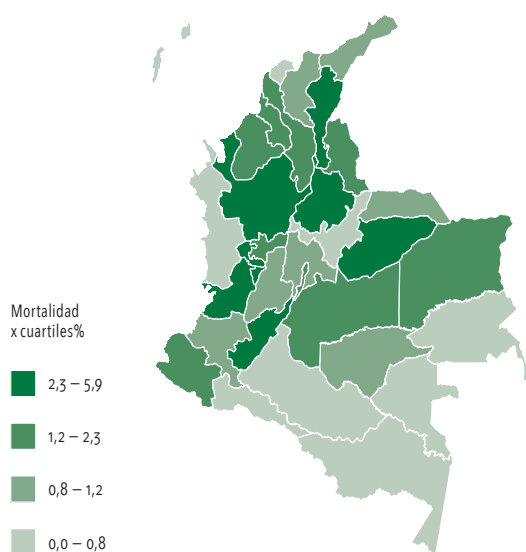 Mortalidad
x cuartiles%
2,3 – 5,9
1,2 – 2,3
0,8 – 1,2
0,0 – 0,8